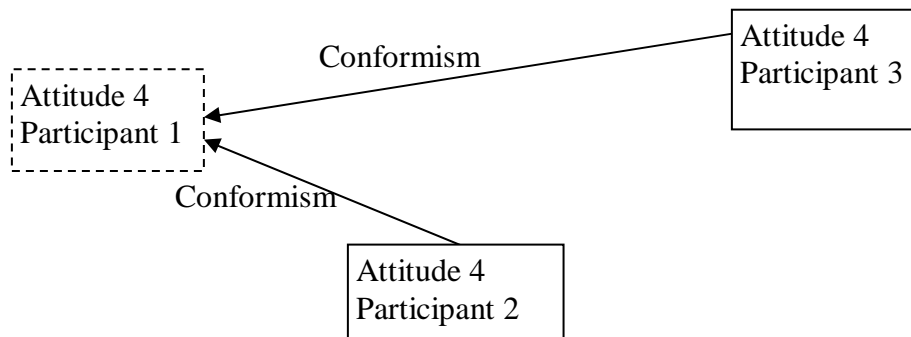 Attitude 4
Participant 3
Conformism
Attitude 4
Participant 1
Conformism
Attitude 4
Participant 2